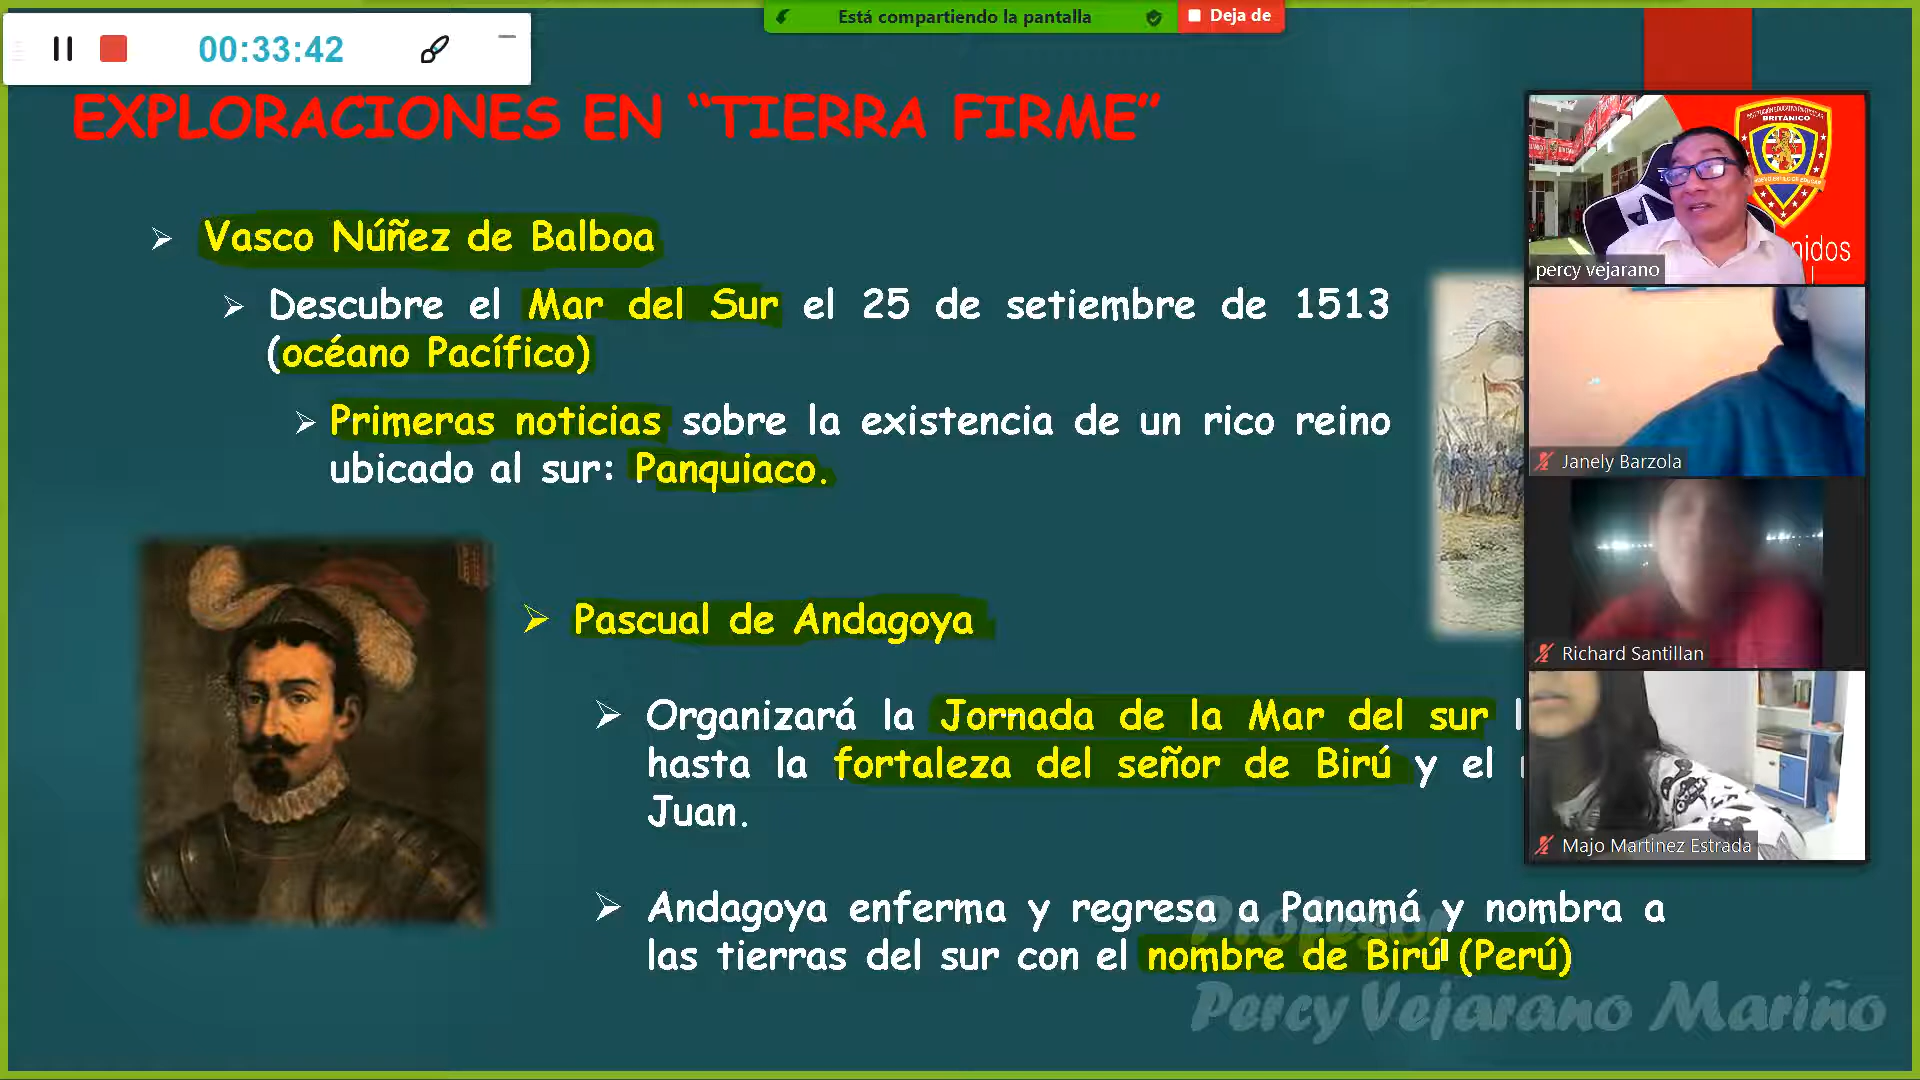 Está compartiendo la pantalla
Deja de
00:33:42
EXPLORACIONES EN “TIERRA FIRME”
Vasco Núñez de Balboa
Descubre el Mar del Sur el 25 de setiembre de 1513
(océano Pacífico)
Primeras noticias sobre la existencia de un rico reino
ubicado al sur: Panquiaco.
Pascual de Andagoya
Organizará la Jornada de la Mar del sur
hasta la fortaleza del señor de Birú y el
Juan.
Andagoya enferma y regresa a Panamá y nombra a
las tierras del sur con el nombre de Birú (Perú)
Profesor
Percy Vejarano Mariño
BRITÁNICO
nidos
percy vejarano
Janely Barzola
Richard Santillan
Majo Martinez Estrada